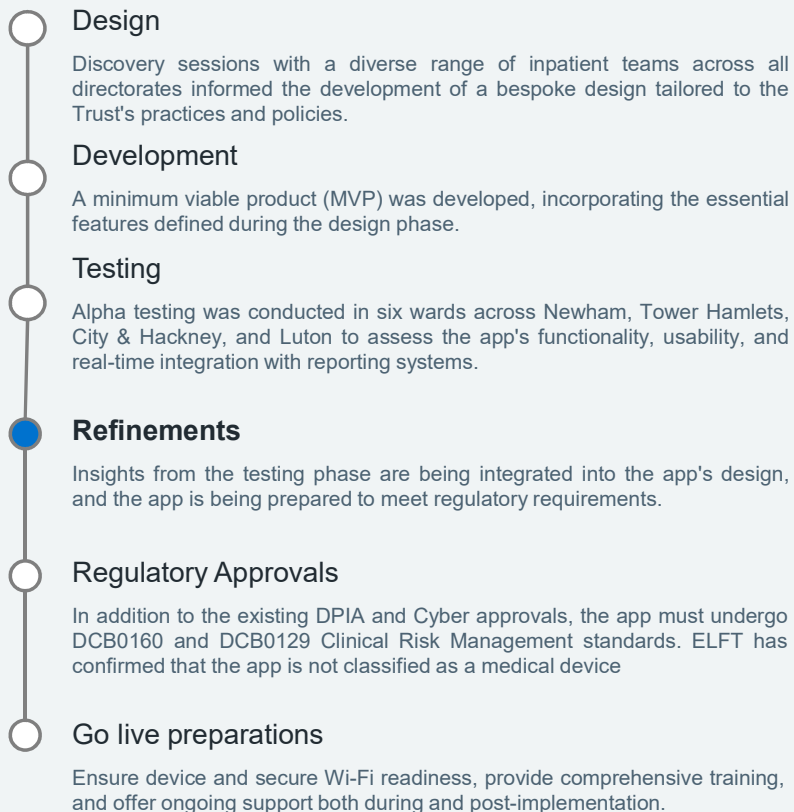 Design
Discovery sessions with a diverse range of inpatient teams across all
directorates informed the development of a bespoke design tailored to the
Trust's practices and policies.
Development
A minimum viable product (MVP) was developed, incorporating the essential
features defined during the design phase.
Testing
Alpha testing was conducted in six wards across Newham, Tower Hamlets,
City & Hackney, and Luton to assess the app's functionality, usability, and
real-time integration with reporting systems.
Refinements
Insights from the testing phase are being integrated into the app's design,
and the app is being prepared to meet regulatory requirements.
Regulatory Approvals
In addition to the existing DPIA and Cyber approvals, the app must undergo
DCB0160 and DCB0129 Clinical Risk Management standards. ELFT has
confirmed that the app is not classified as a medical device
Go live preparations
Ensure device and secure Wi-Fi readiness, provide comprehensive training,
and offer ongoing support both during and post-implementation.